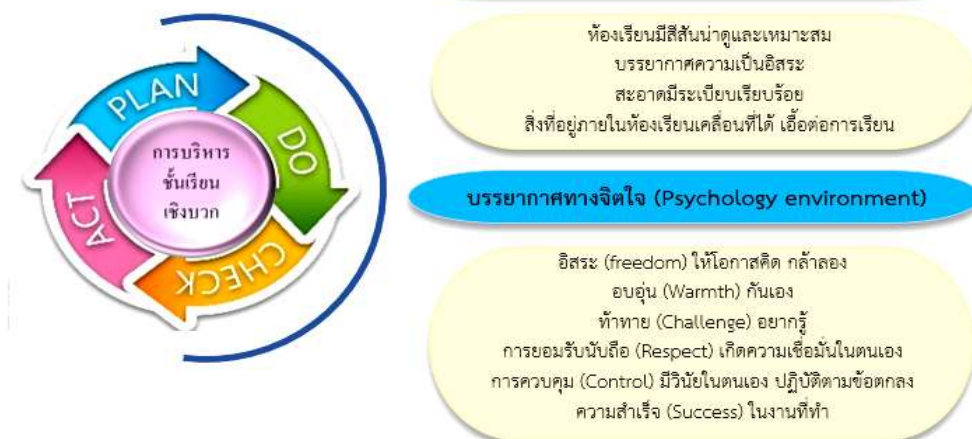 PLAN
DO
CHECK
ACT
การบริหาร
ชั้นเรียน
เชิงบวก
ห้องเรียนมีสีสันน่าดูและเหมาะสม
บรรยากาศความเป็นอิสระ
สะอาดมีระเบียบเรียบร้อย
สิ่งที่อยู่ภายในห้องเรียนเคลื่อนที่ได้ เอื้อต่อการเรียน
บรรยากาศทางจิตใจ (Psychology environment)
อิสระ (freedom) ให้โอกาสคิด กล้าลอง
อบอุ่น (Warmth) กันเอง
ท้าทาย (Challenge) อยากรู้
การยอมรับนับถือ (Respect) เกิดความเชื่อมั่นในตนเอง
การควบคุม (Control) มีวินัยในตนเอง ปฏิบัติตามข้อตกลง
ความสำเร็จ (Success) ในงานที่ทำ